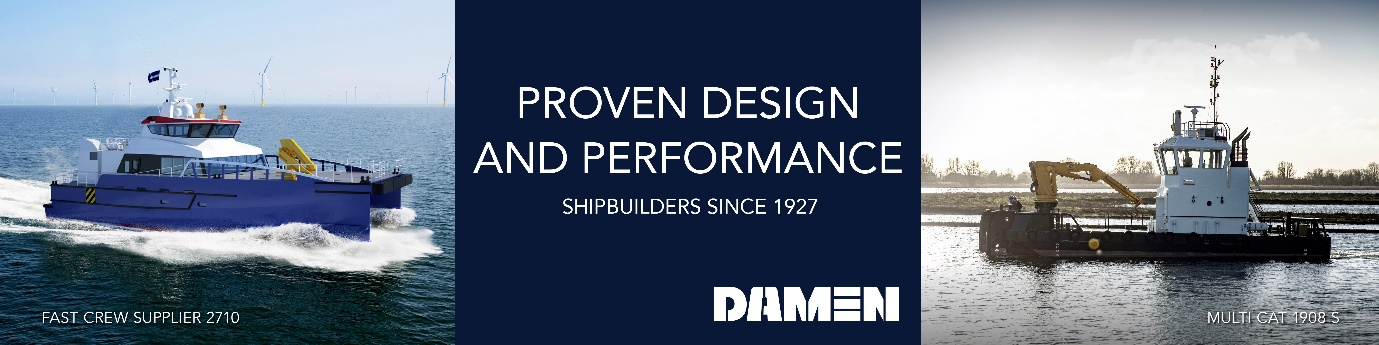 FAST CREW SUPPLIER 2710
PROVEN DESIGN
AND PERFORMANCE
SHIPBUILDERS SINCE 1927
DAMEN
MULTI CAT 1908 S